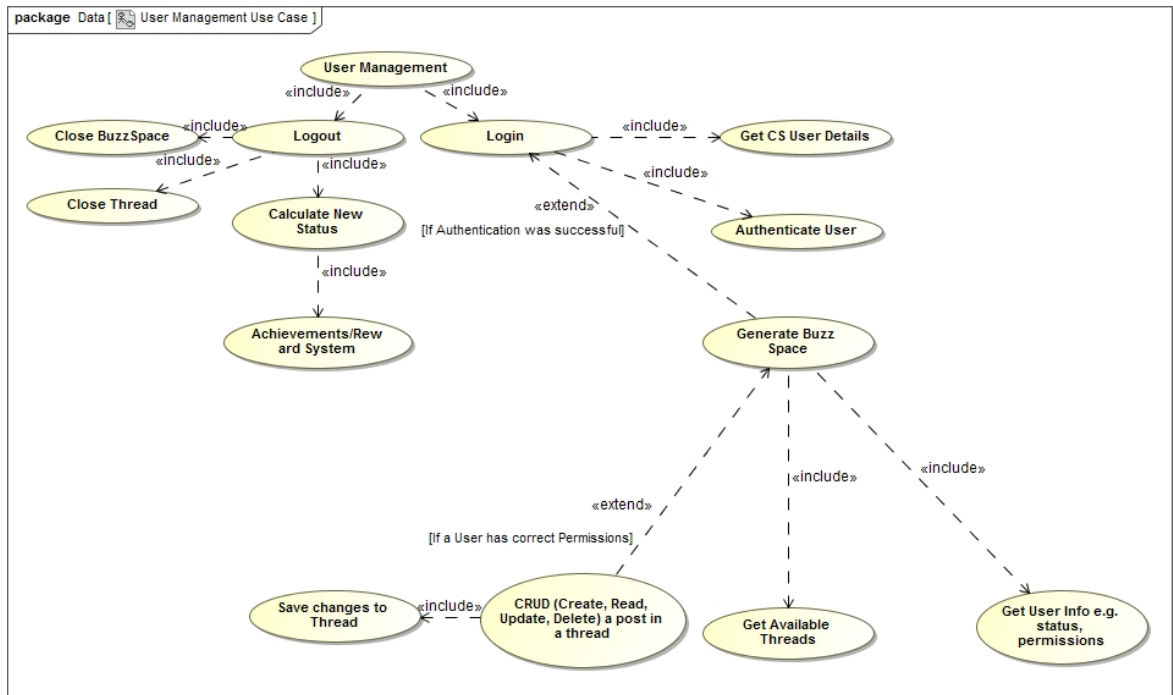 package Data [ User Management Use Case ]
User Management
«include»
«include»
Close BuzzSpace
«include»
Logout
Login
«include»
Get CS User Details
«include»
«include»
«include»
Close Thread
Calculate New
Status
«extend»
[If Authentication was successful]
Authenticate User
«include»
Achievements/Rew
ard System
Generate Buzz
Space
«include»
«include»
«extend»
[If a User has correct Permissions]
Save changes to
Thread
«include»
CRUD (Create, Read,
Update, Delete) a post in
a thread
Get Available
Threads
Get User Info e.g.
status,
permissions